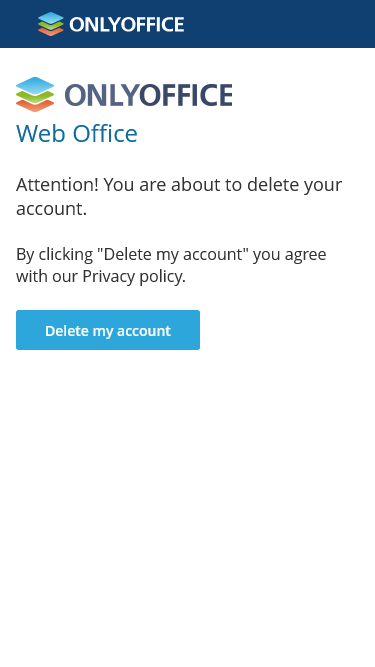 ONLYOFFICE
ONLYOFFICE
Web Office
Attention! You are about to delete your
account.
By clicking "Delete my account" you agree
with our Privacy policy.
Delete my account